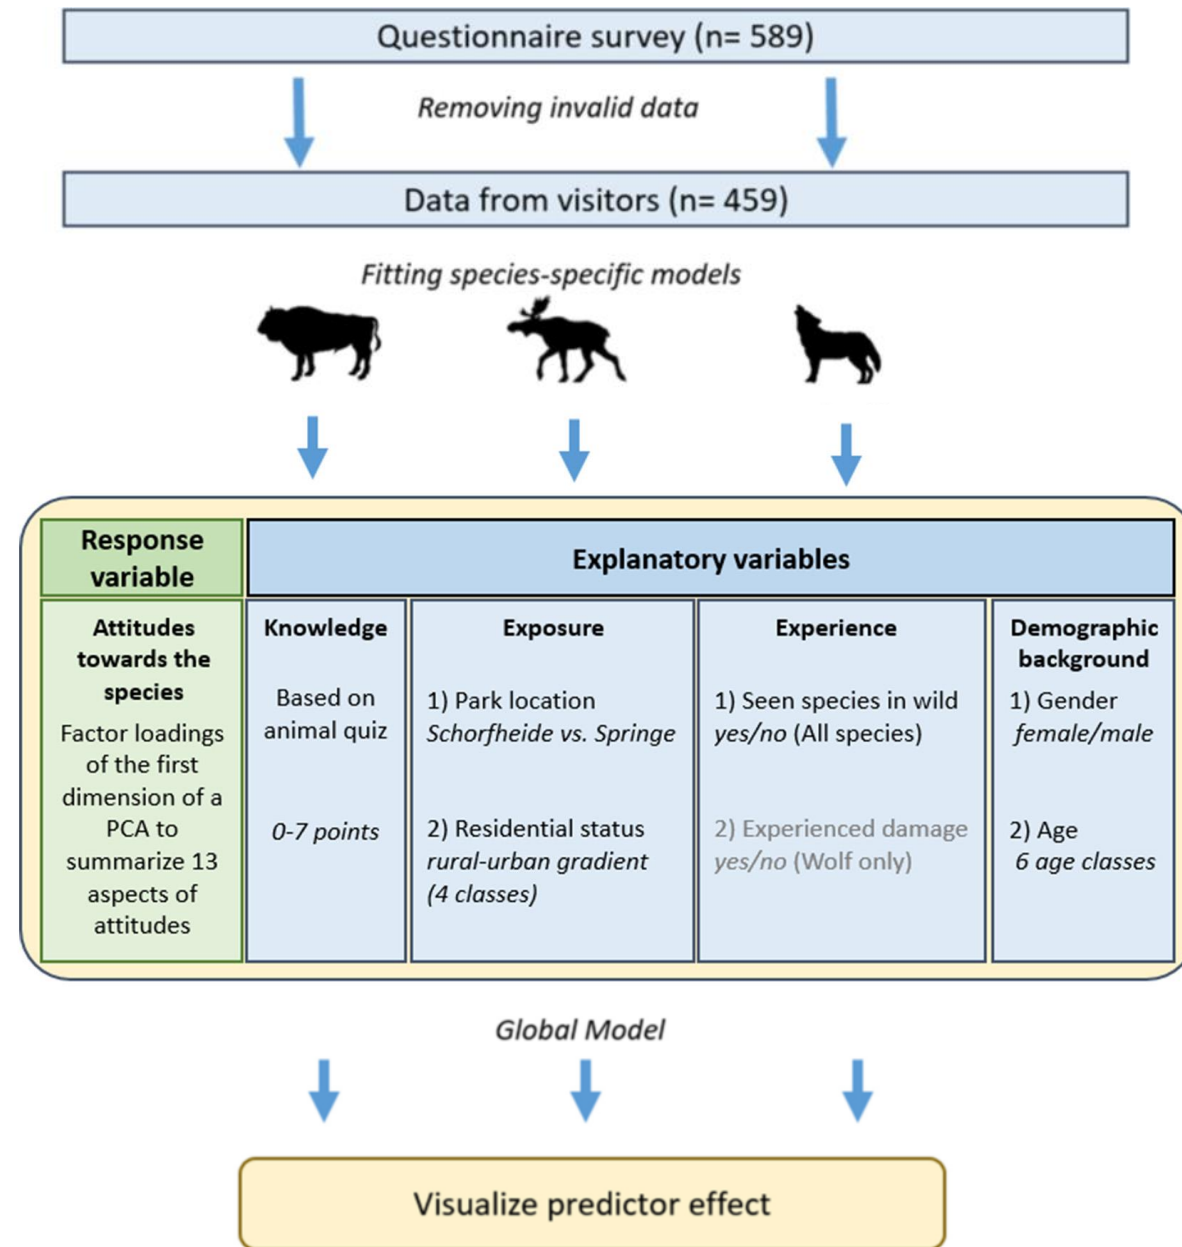 Questionnaire survey (n= 589)
Removing invalid data
Data from visitors (n= 459)
Fitting species-specific models
Response
variable
Explanatory variables
Attitudes
towards the
species
Factor loadings
of the first
dimension of a
PCA to
summarize 13
aspects of
attitudes
Knowledge
Based on
animal quiz
0-7 points
Exposure
1) Park location
Schorfheide vs. Springe
2) Residential status
rural-urban gradient
(4 classes)
Experience
1) Seen species in wild
yes/no (All species)
2) Experienced damage
yes/no (Wolf only)
Demographic
background
1) Gender
female/male
2) Age
6 age classes
Global Model
Visualize predictor effect